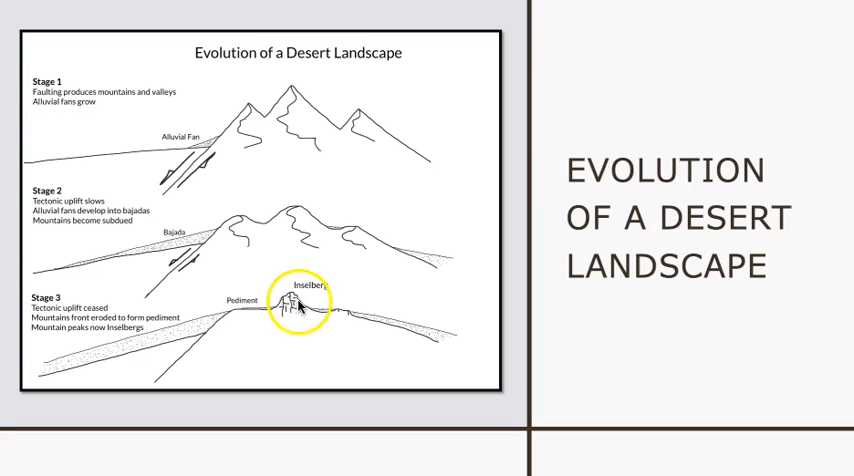 Evolution of a Desert Landscape
Stage 1
Faulting produces mountains and valleys
Alluvial fans grow
Alluvial Fan
Stage 2
Tectonic uplift slows
Alluvial fans develop into bajadas
Mountains become subdued
Bajada
Stage 3
Tectonic uplift ceased
Mountains front eroded to form pediment
Mountain peaks now Inselbergs
Pediment
Inselberg
EVOLUTION
OF A DESERT
LANDSCAPE